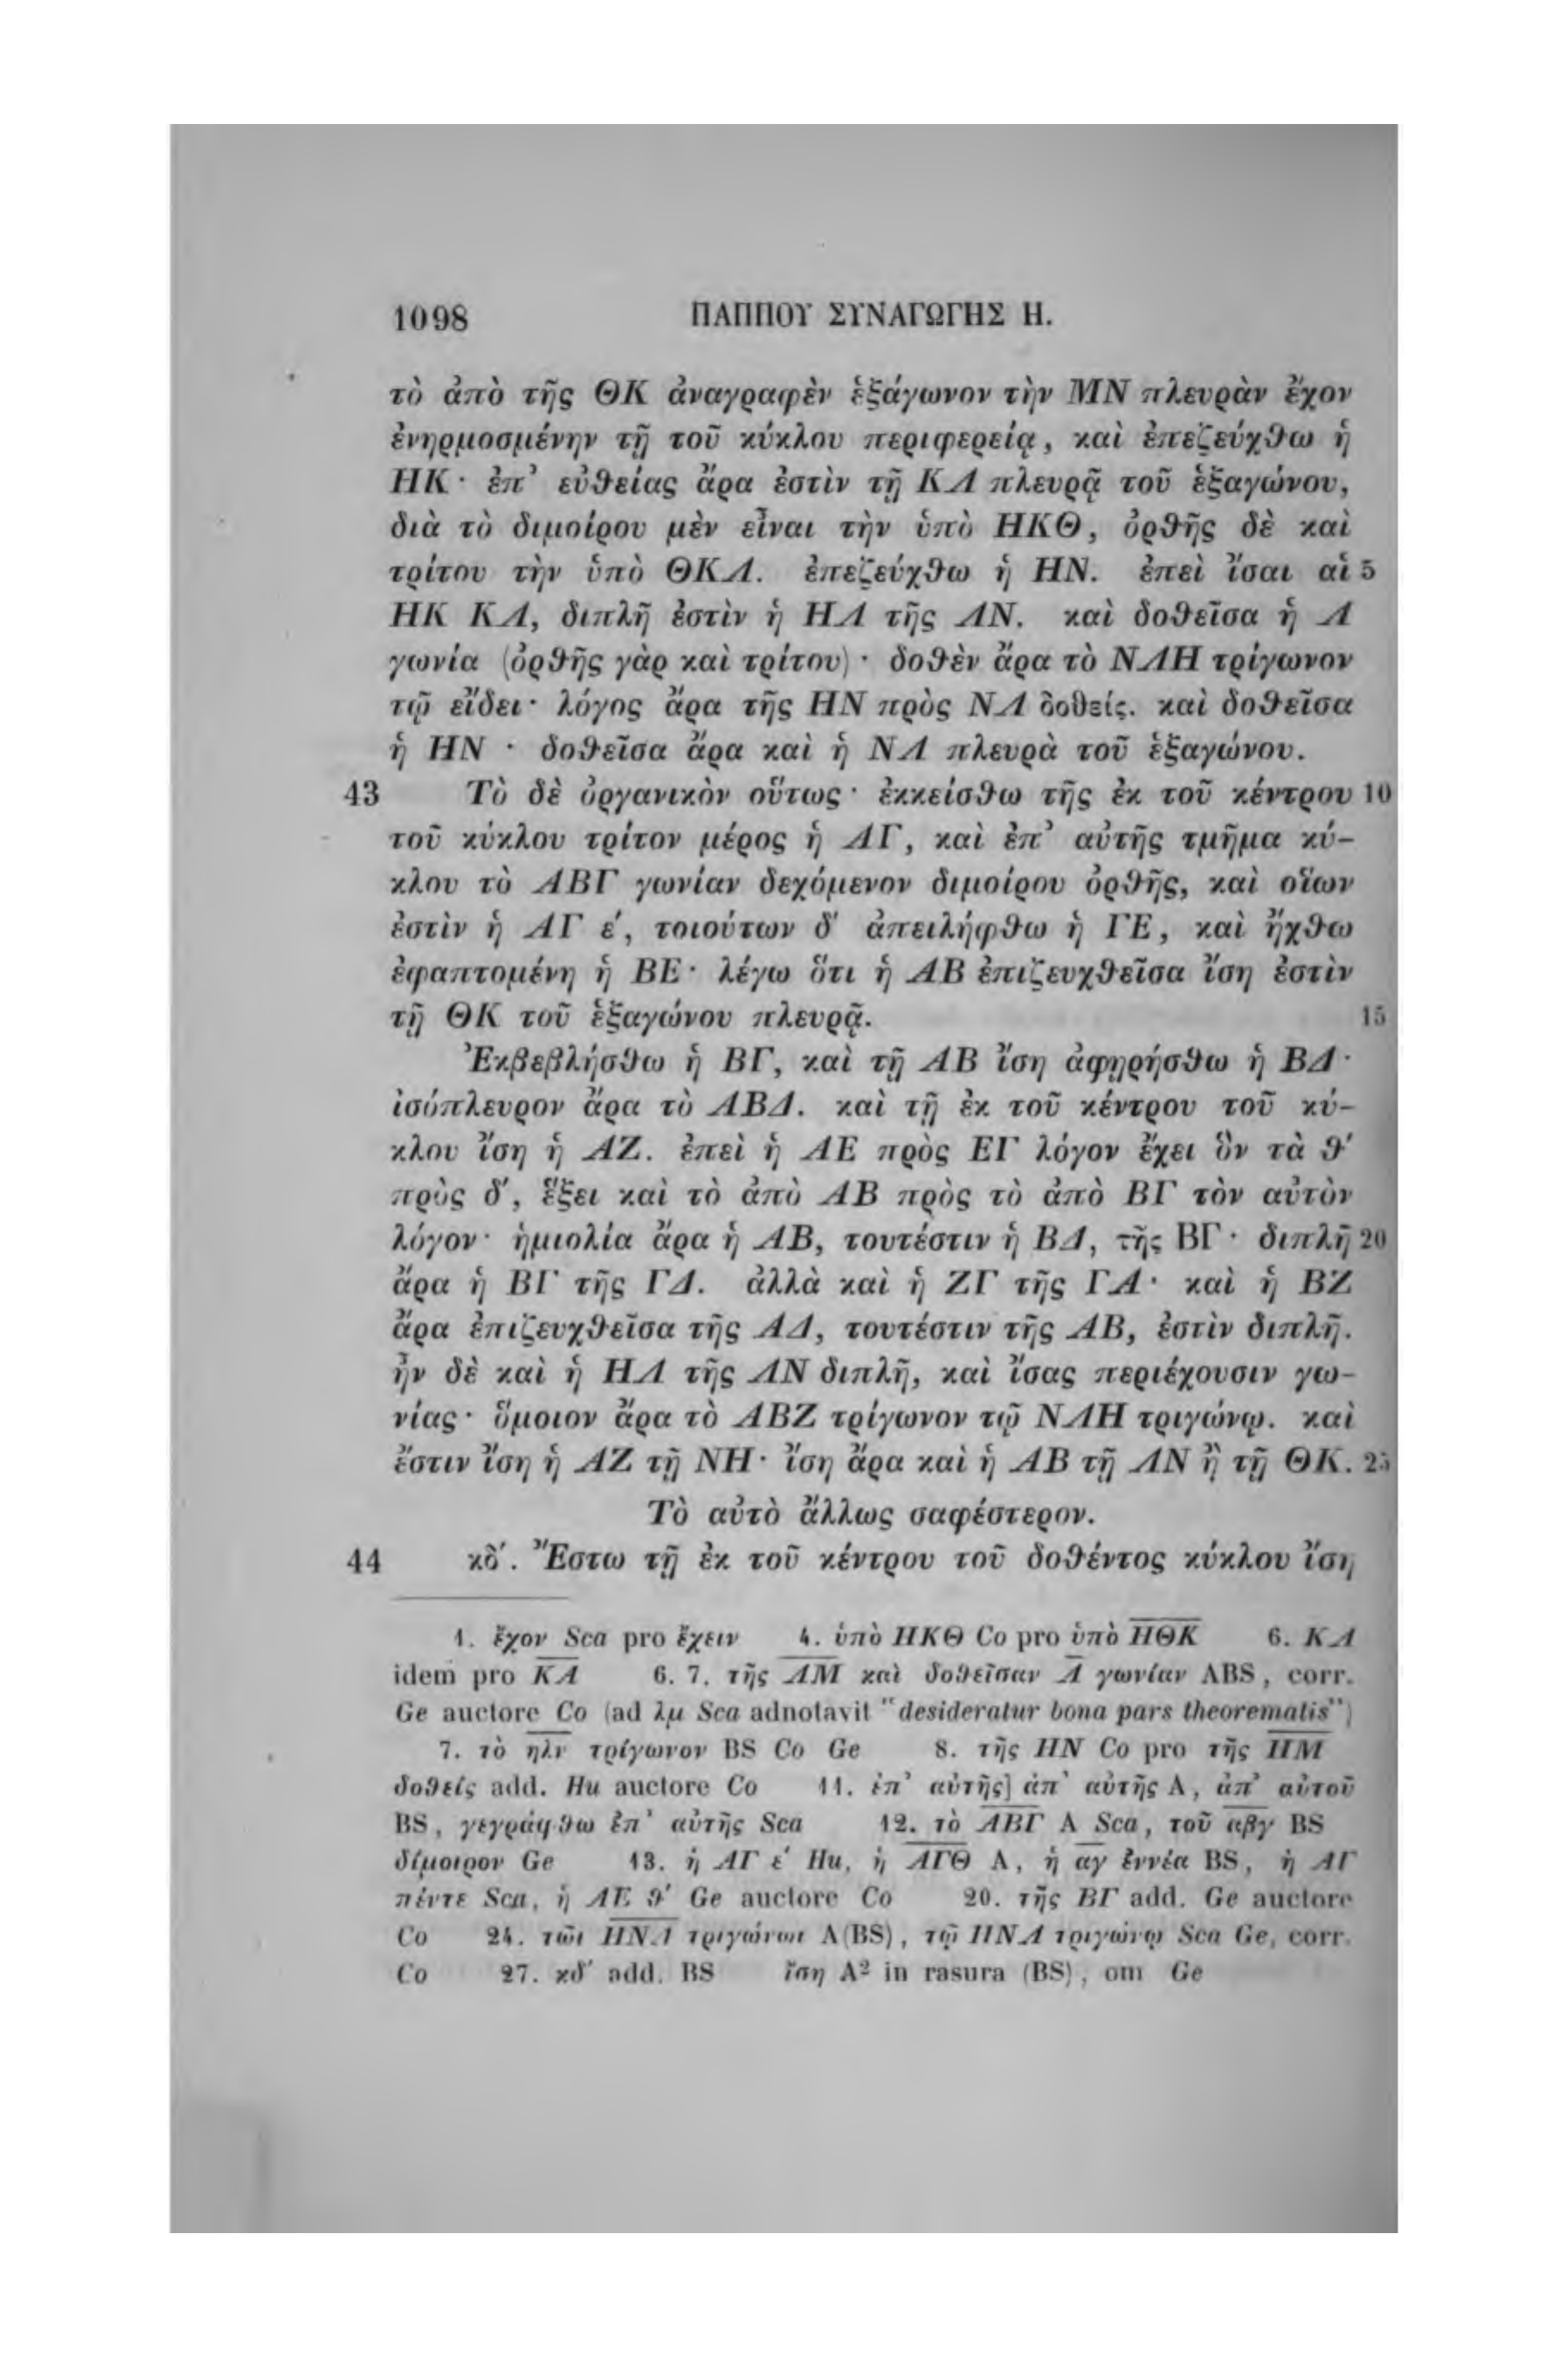 1098 ΠΑΠΠΟΥ ΣΥΝΑΓΩΓΗΣ Η.
τὸ ἀπὸ τῆς ΘΚ ἀναγραφὲν ἑξάγωνον τὴν ΜΝ πλευρὰν ἔχον
ἐνηρμοσμένην τῇ τοῦ κύκλου περιφερείᾳ, καὶ ἐπεζεύχθω ἡ
ΗΚ· ἐπ’ εὐθείας ἄρα ἐστὶν τῇ ΚΛ πλευρᾷ τοῦ ἑξαγώνου,
διὰ τὸ διμοίρου μὲν εἶναι τὴν ὑπὸ ΗΚΘ, ὀρθῆς δὲ καὶ
τρίτου τὴν ὑπὸ ΘΚΛ. ἐπεζεύχθω ἡ ΗΝ. ἐπεὶ ἴσαι αἱ 5
ΗΚ ΚΛ, διπλῆ ἐστὶν ἡ ΗΛ τῆς ΛΝ. καὶ δοθεῖσα ἡ Λ
γωνία (ὀρθῆς γὰρ καὶ τρίτου)· δοθὲν ἄρα τὸ ΝΛΗ τρίγωνον
τῷ εἴδει· λόγος ἄρα τῆς ΗΝ πρὸς ΝΛ δοθείς. καὶ δοθεῖσα
ἡ ΗΝ · δοθεῖσα ἄρα καὶ ἡ ΝΛ πλευρὰ τοῦ ἑξαγώνου.
43 Τὸ δὲ ὀργανικὸν οὕτως· ἐκκείσθω τῆς ἐκ τοῦ κέντρου 10
τοῦ κύκλου τρίτον μέρος ἡ ΑΓ, καὶ ἐπ’ αὐτῆς τμῆμα κύ-
κλου τὸ ΑΒΓ γωνίαν δεχόμενον διμοίρου ὀρθῆς, καὶ οἵων
ἐστὶν ἡ ΑΓ ε΄, τοιούτων δ΄ ἀπειλήφθω ἡ ΓΕ, καὶ ἤχθω
ἐφαπτομένη ἡ ΒΕ· λέγω ὅτι ἡ ΑΒ ἐπιζευχθεῖσα ἴση ἐστὶν
τῇ ΘΚ τοῦ ἑξαγώνου πλευρᾷ. 15
Ἐκβεβλήσθω ἡ ΒΓ, καὶ τῇ ΑΒ ἴση ἀφῃρήσθω ἡ ΒΔ·
ἰσόπλευρον ἄρα τὸ ΑΒΔ. καὶ τῇ ἐκ τοῦ κέντρου τοῦ κύ-
κλου ἴση ἡ ΑΖ. ἐπεὶ ἡ ΑΕ πρὸς ΕΓ λόγον ἔχει ὃν τὰ θ΄
πρὸς δ΄, ἕξει καὶ τὸ ἀπὸ ΑΒ πρὸς τὸ ἀπὸ ΒΓ τὸν αὐτὸν
λόγον· ἡμιολία ἄρα ἡ ΑΒ, τουτέστιν ἡ ΒΔ, τῆς ΒΓ· διπλῆ 20
ἄρα ἡ ΒΓ τῆς ΓΔ. ἀλλὰ καὶ ἡ ΖΓ τῆς ΓΑ· καὶ ἡ ΒΖ
ἄρα ἐπιζευχθεῖσα τῆς ΑΔ, τουτέστιν τῆς ΑΒ, ἐστὶν διπλῆ.
ἦν δὲ καὶ ἡ ΗΛ τῆς ΛΝ διπλῆ, καὶ ἴσας περιέχουσιν γω-
νίας· ὅμοιον ἄρα τὸ ΑΒΖ τρίγωνον τῷ ΝΛΗ τριγώνῳ. καὶ
ἔστιν ἴση ἡ ΑΖ τῇ ΝΗ· ἴση ἄρα καὶ ἡ ΑΒ τῇ ΛΝ ἢ τῇ ΘΚ. 25
Τὸ αὐτὸ ἄλλως σαφέστερον.
44 κδ΄. Ἔστω τῇ ἐκ τοῦ κέντρου τοῦ δοθέντος κύκλου ἴση
1. ἔχον Sca pro ἔχειν 4. ὑπὸ ΗΚΘ Co pro ὑπὸ Η̅Θ̅Κ̅ 6. ΚΛ
idem pro Κ̅Α̅ 6. 7. τῆς Λ̅Μ̅ καὶ δοθεῖσαν Λ̅ γωνίαν ABS, corr.
Ge auctore Co (ad λμ Sca adnotavit "desideratur bona pars theorematis")
7. τὸ η̅λ̅ν̅ τρίγωνον BS Co Ge 8. τῆς ΗΝ Co pro τῆς Η̅Μ̅
δοθείς add. Hu auctore Co 11. ἐπ’ αὐτῆς] ἀπ’ αὐτῆς A, ἀπ’ αὐτοῦ
BS, γεγράφθω ἐπ’ αὐτῆς Sca 12. τὸ Α̅Β̅Γ̅ A Sca, τοῦ α̅β̅γ̅ BS
δίμοιρον Ge 13. ἡ ΑΓ ε΄ Hu, ἡ Α̅Γ̅Θ̅ A, ἡ α̅γ̅ ἐννέα BS, ἡ ΑΓ
πέντε Sca, ἡ ΑΕ θ΄ Ge auctore Co 20. τῆς ΒΓ add. Ge auctore
Co 24. τῶι Η̅Ν̅Λ̅ τριγώνωι A(BS), τῷ ΗΝΛ τριγώνῳ Sca Ge, corr.
Co 27. κδ΄ add. BS ἴση A² in rasura (BS), om Ge